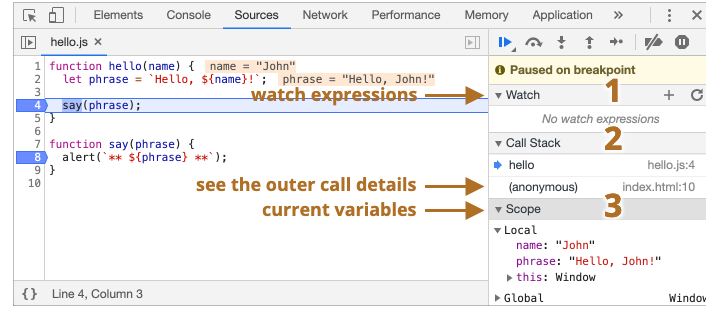 Elements Console Sources Network Performance Memory Application »
hello.js ×
1 function hello(name) { name = "John"
2 let phrase = `Hello, ${name}!`; phrase = "Hello, John!"
3
4 say(phrase);
5 }
6
7 function say(phrase) {
8 alert(`** ${phrase} **`);
9 }
10
{} Line 4, Column 3
watch expressions
see the outer call details
current variables
Paused on breakpoint
Watch 1
No watch expressions
Call Stack 2
hello hello.js:4
(anonymous) index.html:10
Scope 3
Local
name: "John"
phrase: "Hello, John!"
this: Window
Global Window